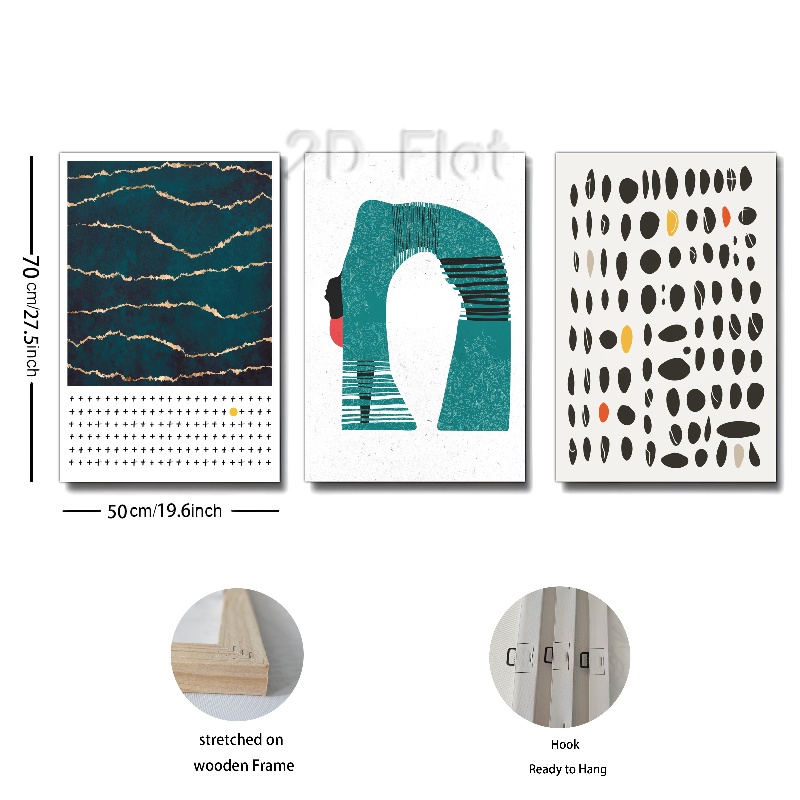 2D Flat
70 cm/27.5inch
50 cm/19.6inch
stretched on
wooden Frame
Hook
Ready to Hang